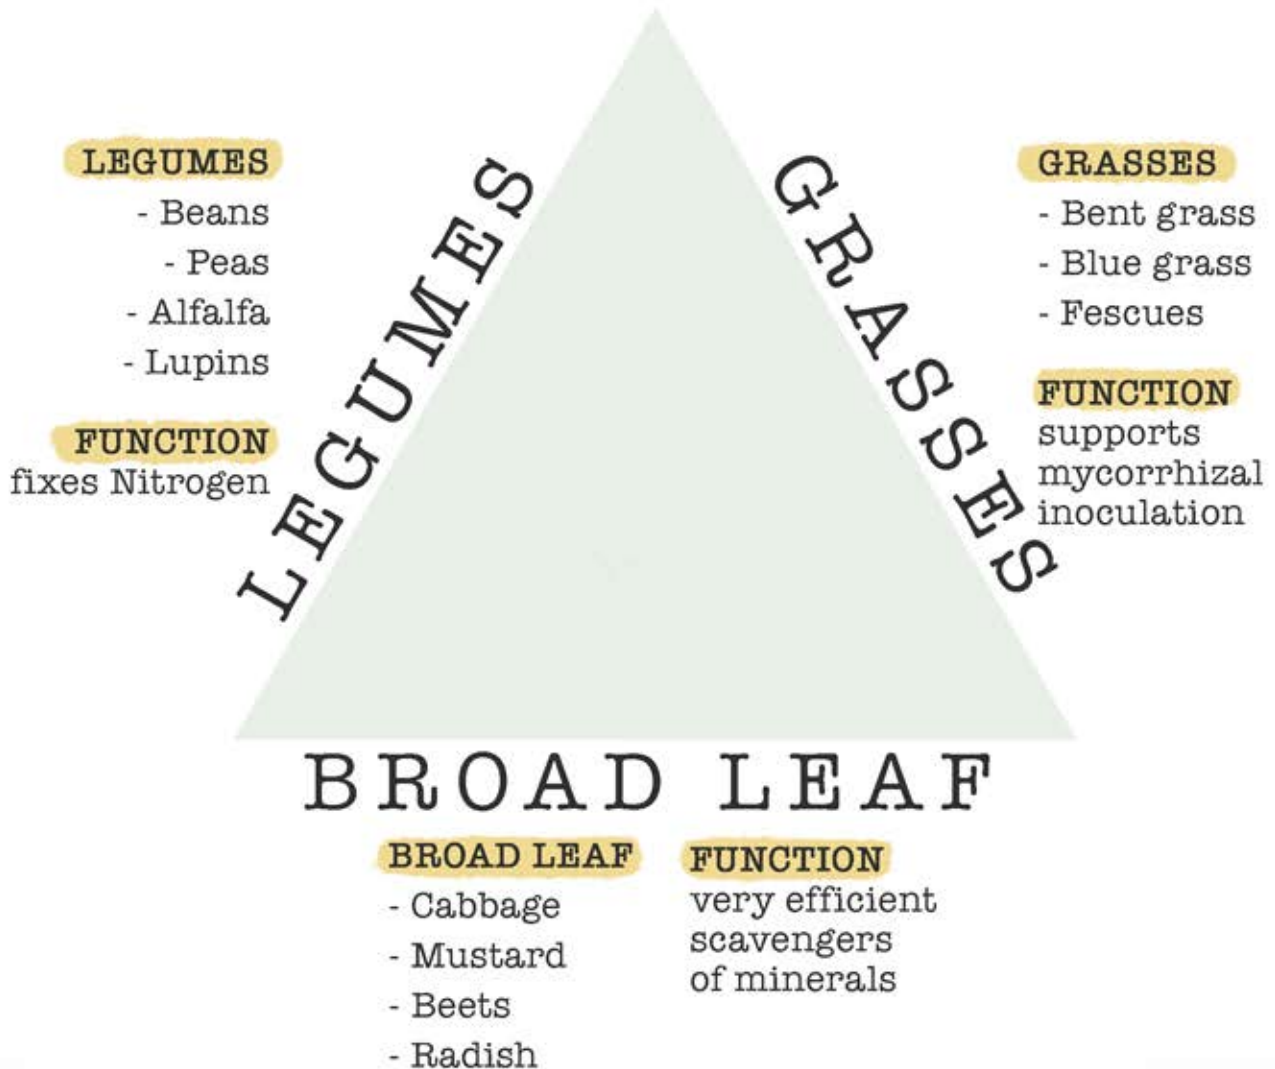 LEGUMES
- Beans
- Peas
- Alfalfa
- Lupins
FUNCTION
fixes Nitrogen
LEGUMES
GRASSES
GRASSES
- Bent grass
- Blue grass
- Fescues
FUNCTION
supports
mycorrhizal
inoculation
BROAD LEAF
BROAD LEAF
- Cabbage
- Mustard
- Beets
- Radish
FUNCTION
very efficient
scavengers
of minerals